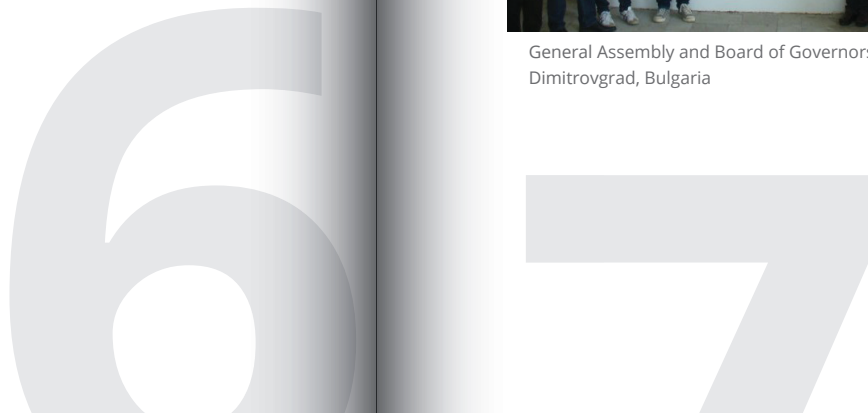 6
General Assembly and Board of Governors
Dimitrovgrad, Bulgaria
7